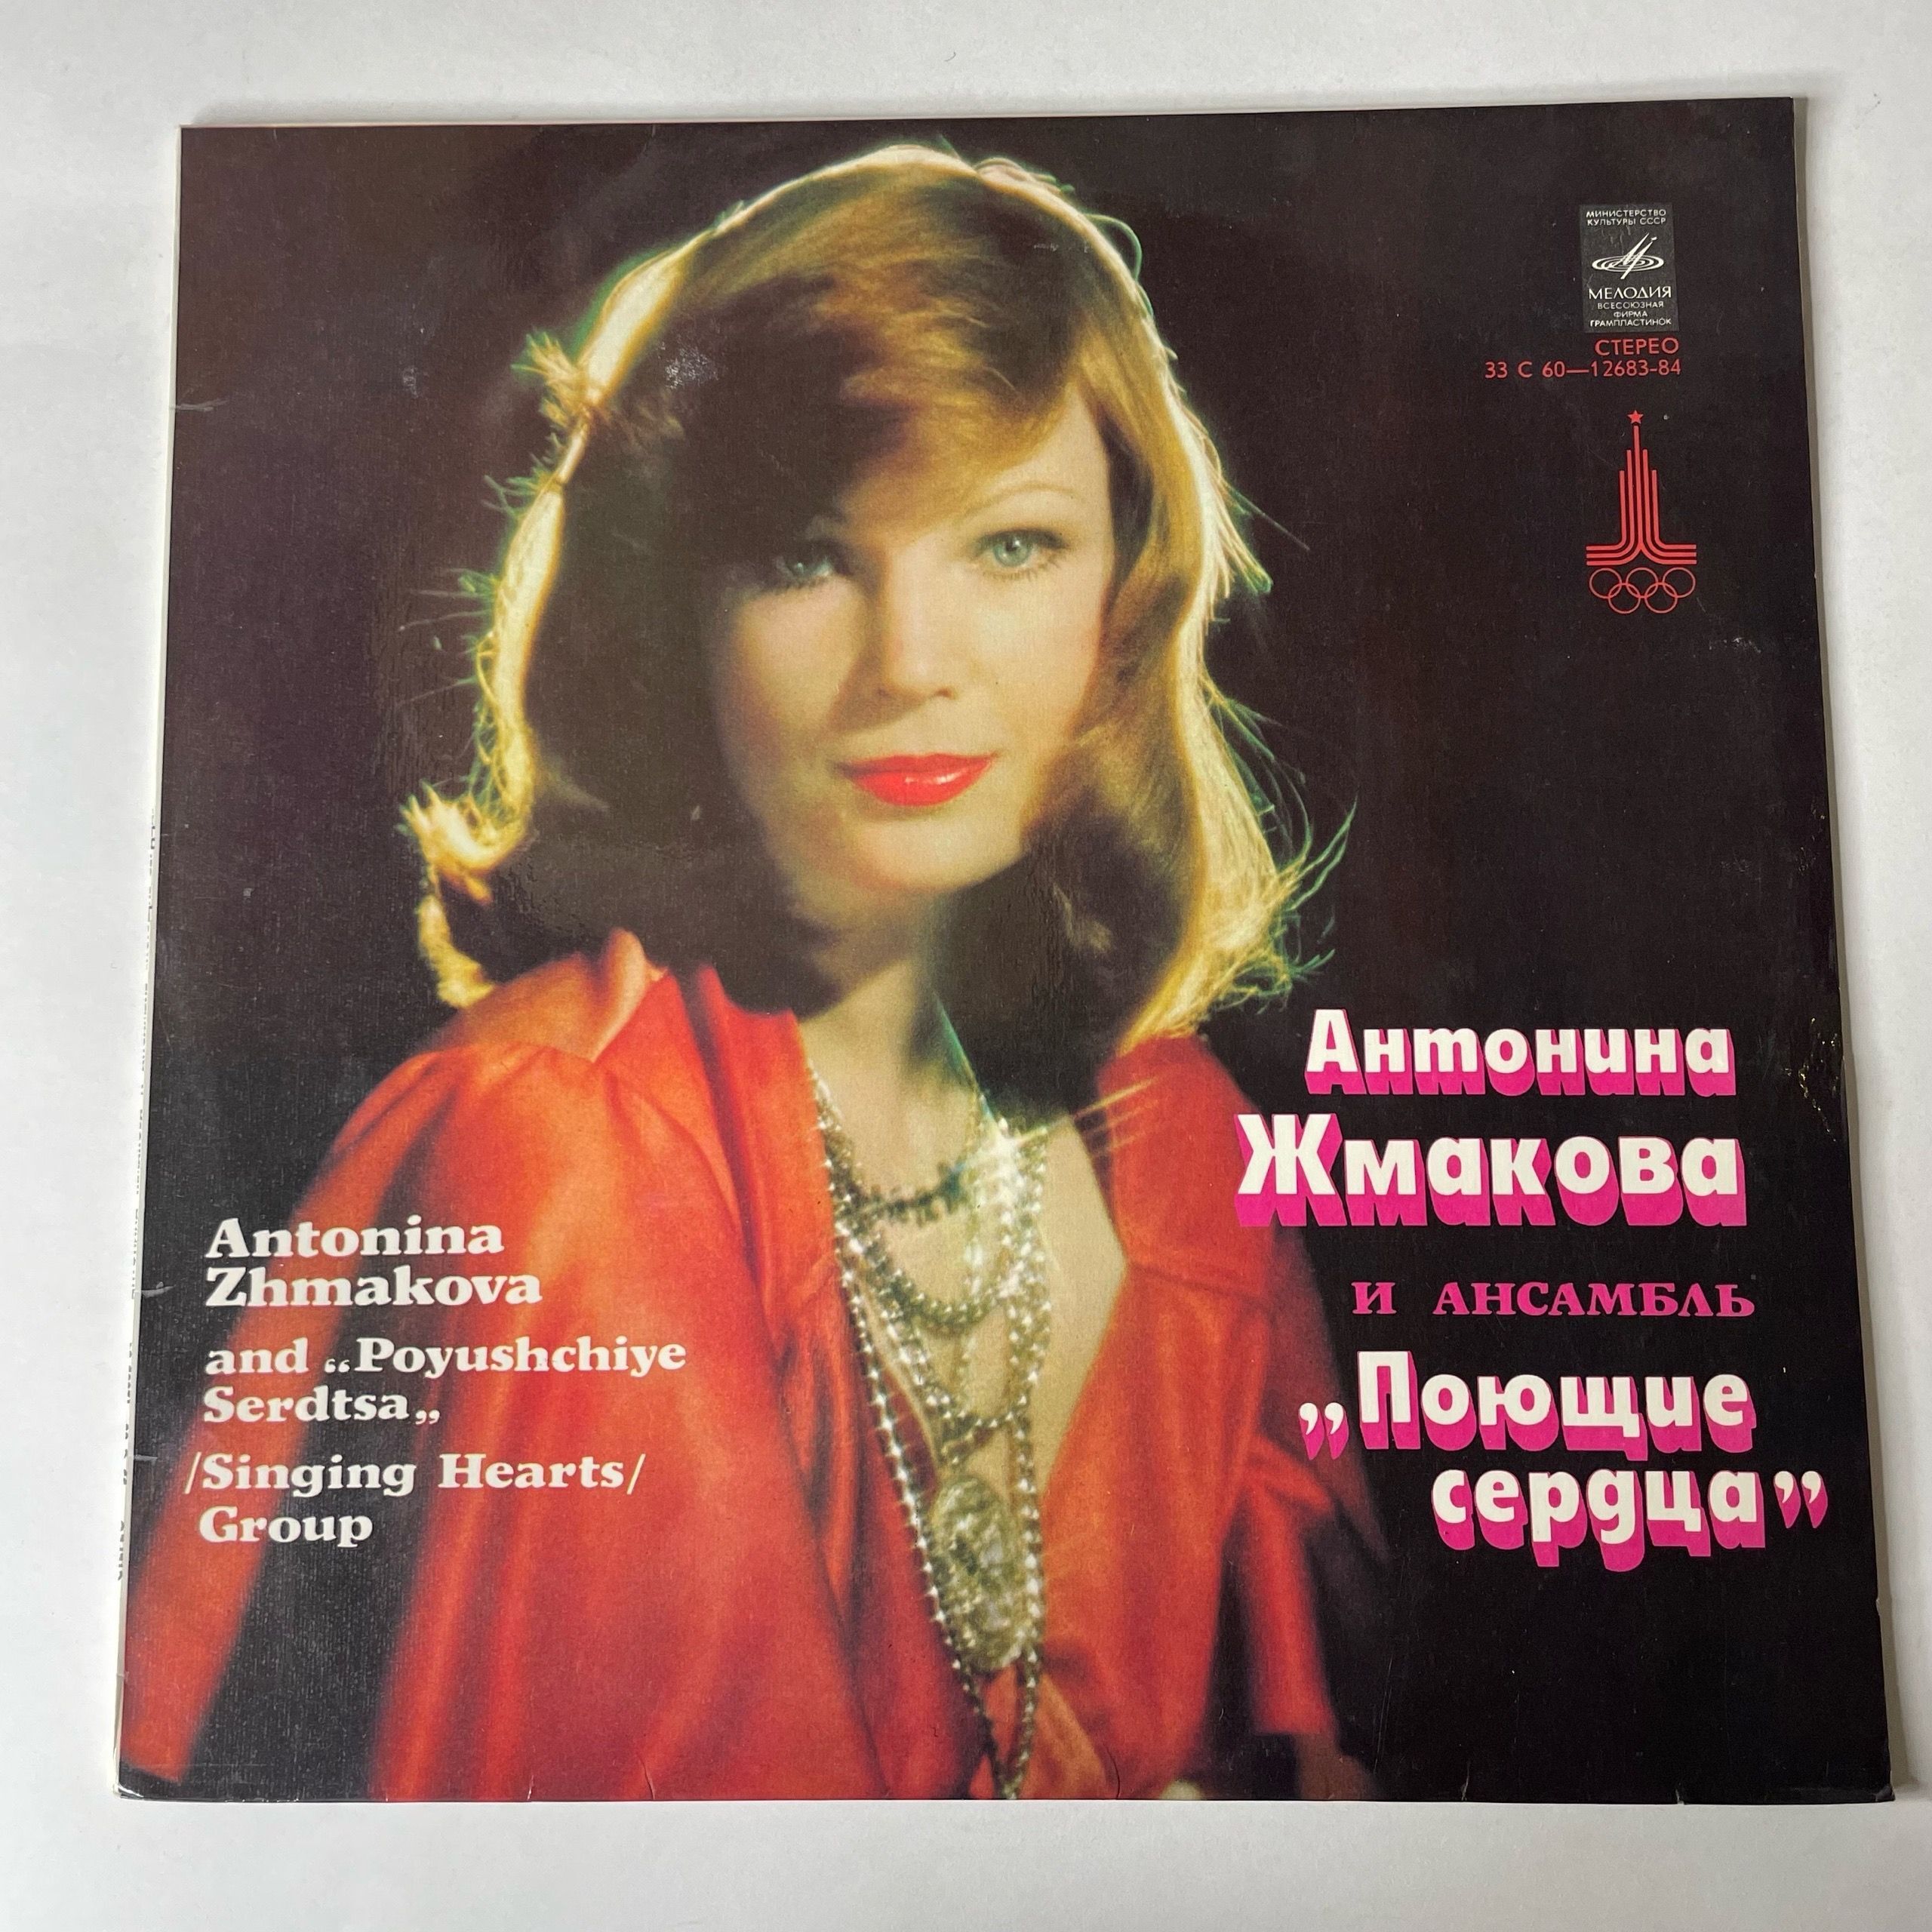 МИНИСТЕРСТВО
КУЛЬТУРЫ СССР
МЕЛОДИЯ
ВСЕСОЮЗНАЯ
ФИРМА
ГРАМПЛАСТИНОК
СТЕРЕО
33 С 60—12683-84
Антонина
Жмакова
И АНСАМБЛЬ
„Поющие
сердца”
Antonina
Zhmakova
and „Poyushchiye
Serdtsa„
/Singing Hearts/
Group